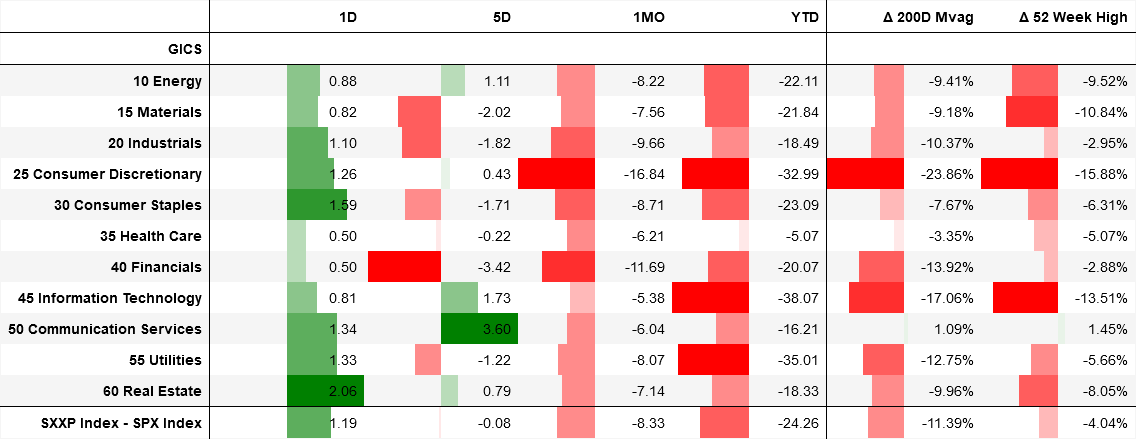 1D 5D 1MO YTD Δ 200D Mvag Δ 52 Week High
GICS
10 Energy 0.88 1.11 -8.22 -22.11 -9.41% -9.52%
15 Materials 0.82 -2.02 -7.56 -21.84 -9.18% -10.84%
20 Industrials 1.10 -1.82 -9.66 -18.49 -10.37% -2.95%
25 Consumer Discretionary 1.26 0.43 -16.84 -32.99 -23.86% -15.88%
30 Consumer Staples 1.59 -1.71 -8.71 -23.09 -7.67% -6.31%
35 Health Care 0.50 -0.22 -6.21 -5.07 -3.35% -5.07%
40 Financials 0.50 -3.42 -11.69 -20.07 -13.92% -2.88%
45 Information Technology 0.81 1.73 -5.38 -38.07 -17.06% -13.51%
50 Communication Services 1.34 3.60 -6.04 -16.21 1.09% 1.45%
55 Utilities 1.33 -1.22 -8.07 -35.01 -12.75% -5.66%
60 Real Estate 2.06 0.79 -7.14 -18.33 -9.96% -8.05%
SXXP Index - SPX Index 1.19 -0.08 -8.33 -24.26 -11.39% -4.04%